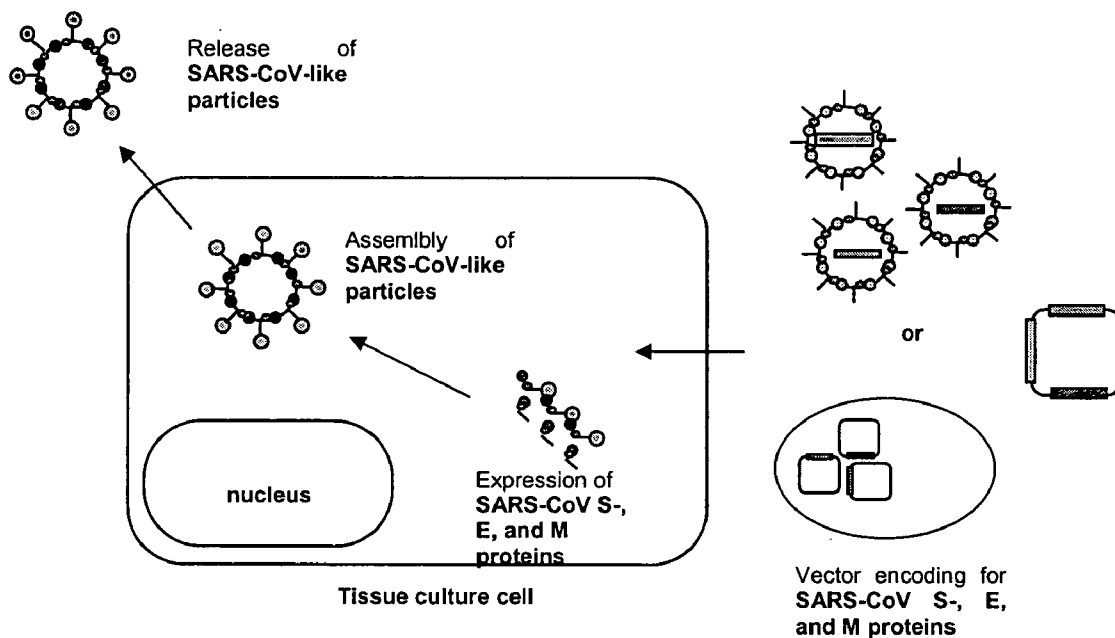 Release of
SARS-CoV-like
particles
Assemlbly of
SARS-CoV-like
particles
or
nucleus
Expression of
SARS-CoV S-,
E, and M
proteins
Tissue culture cell
Vector encoding for
SARS-CoV S-, E,
and M proteins